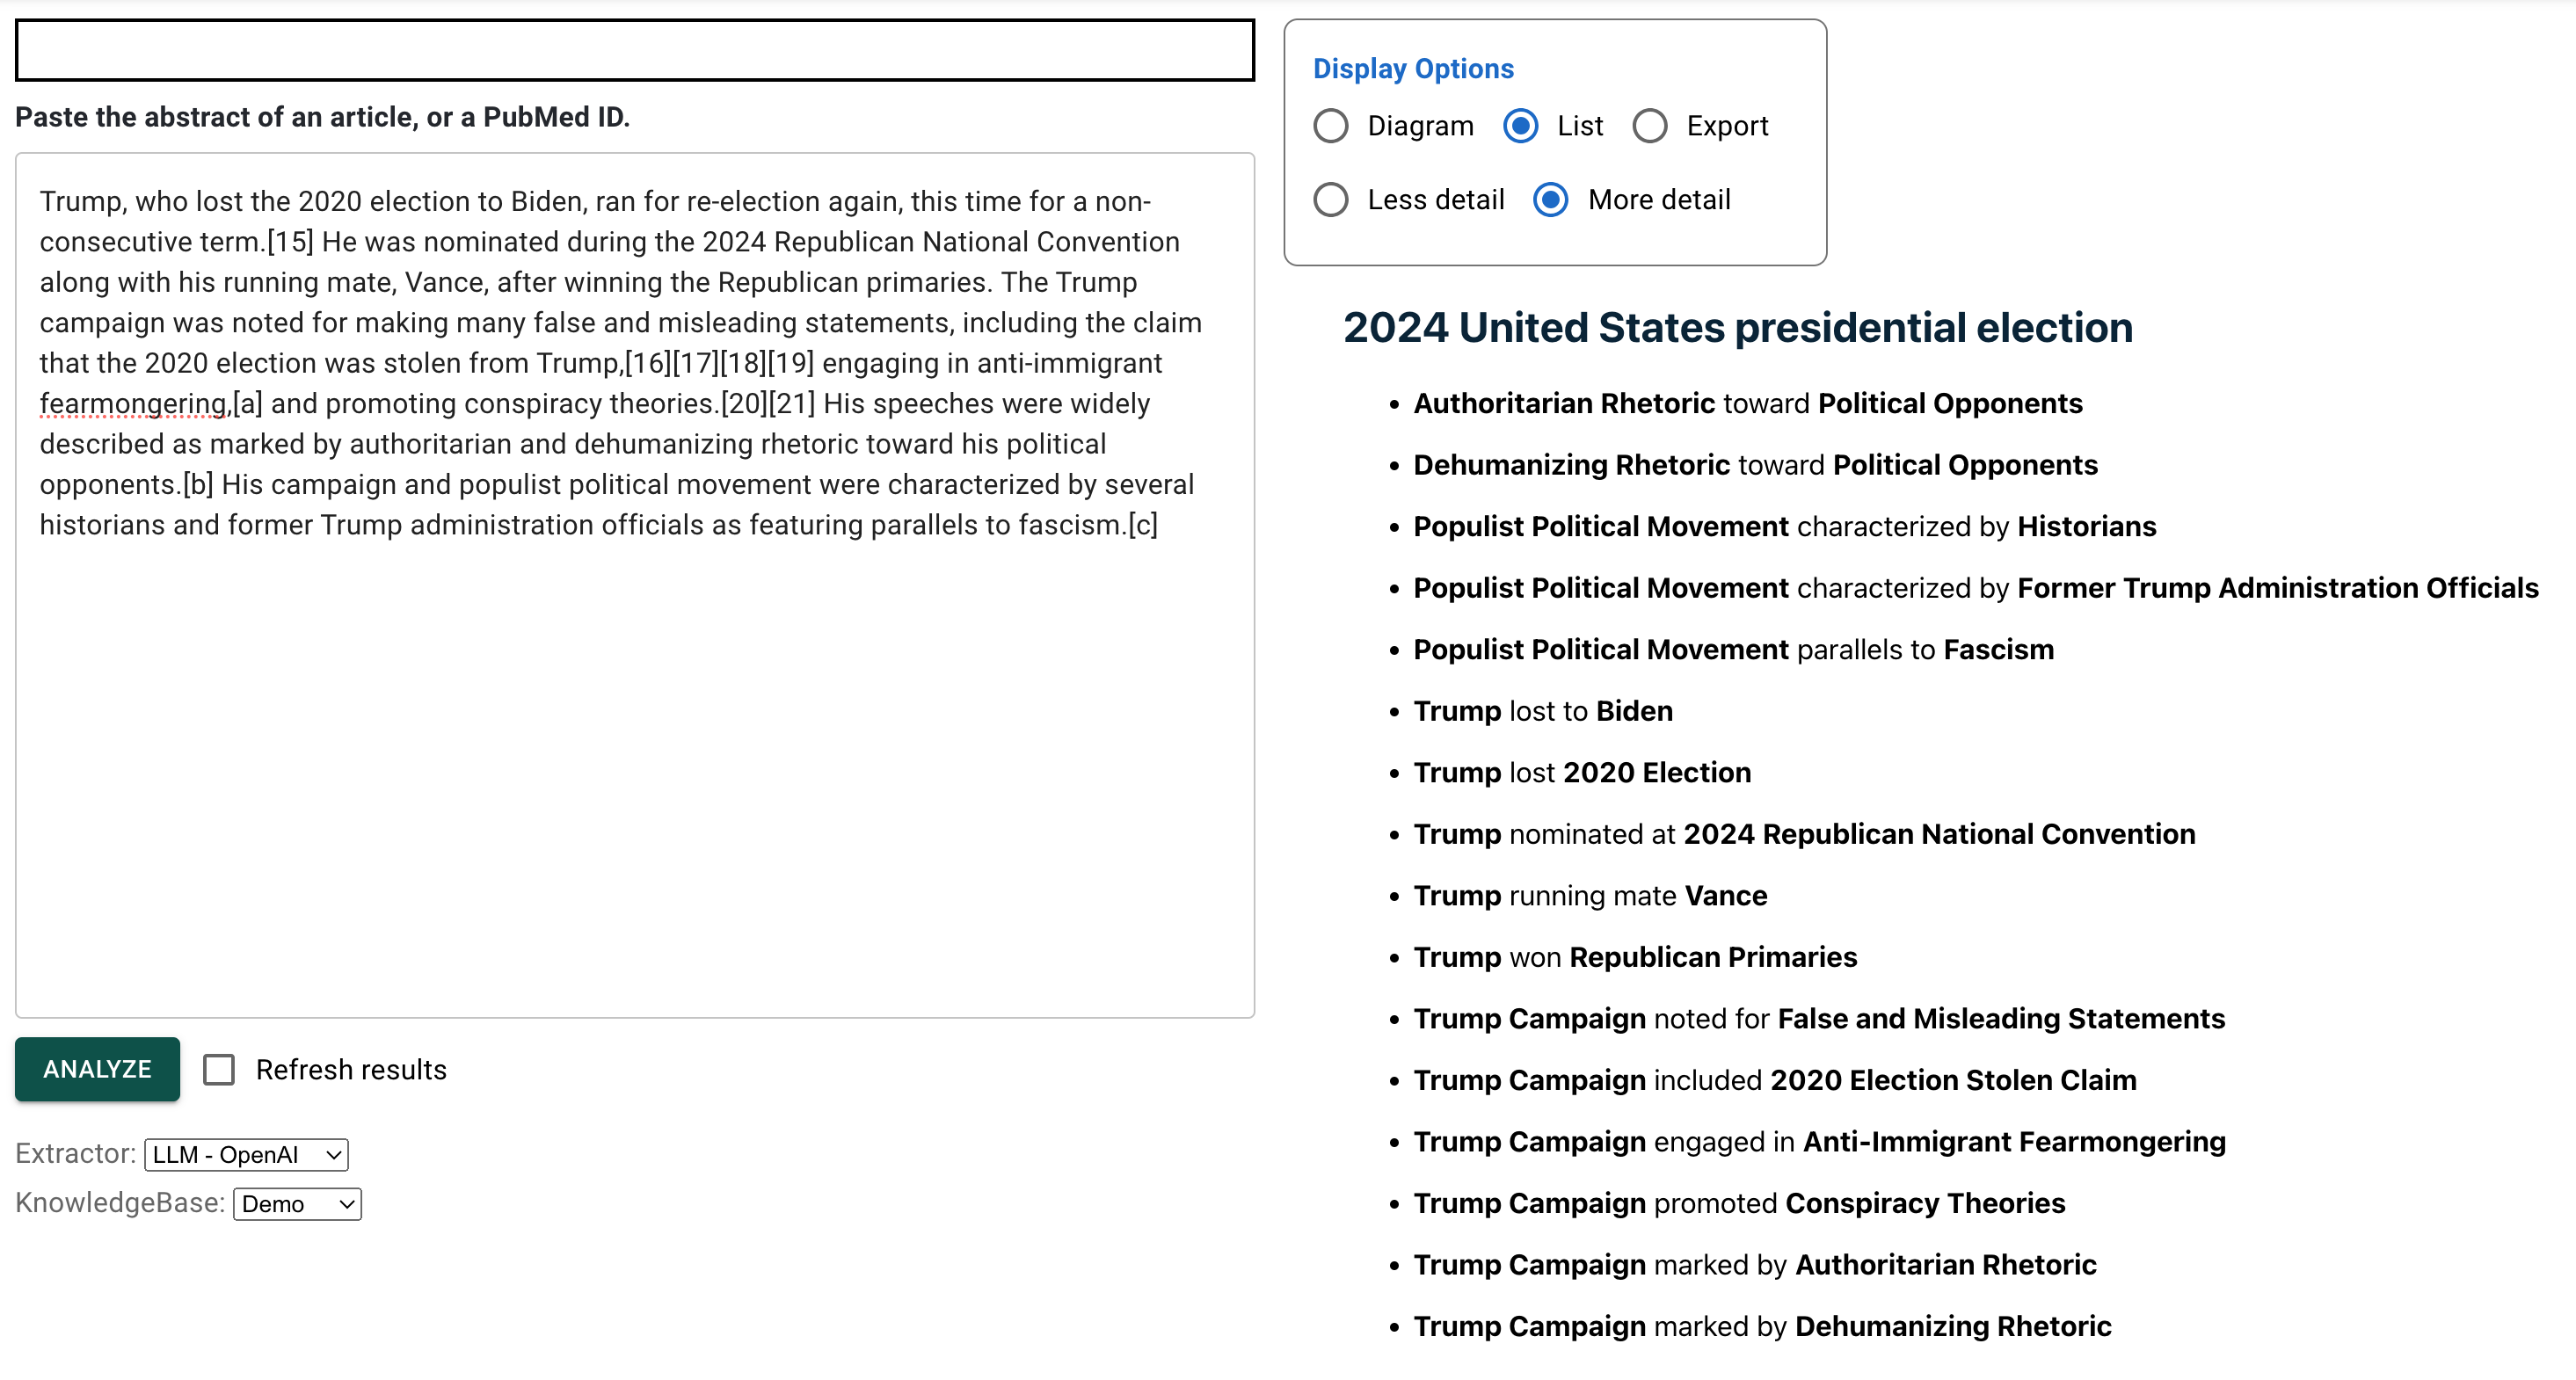 Paste the abstract of an article, or a PubMed ID.
Trump, who lost the 2020 election to Biden, ran for re-election again, this time for a non-
consecutive term.[15] He was nominated during the 2024 Republican National Convention
along with his running mate, Vance, after winning the Republican primaries. The Trump
campaign was noted for making many false and misleading statements, including the claim
that the 2020 election was stolen from Trump,[16][17][18][19] engaging in anti-immigrant
fearmongering,[a] and promoting conspiracy theories.[20][21] His speeches were widely
described as marked by authoritarian and dehumanizing rhetoric toward his political
opponents.[b] His campaign and populist political movement were characterized by several
historians and former Trump administration officials as featuring parallels to fascism.[c]
ANALYZE
Refresh results
Extractor: LLM - OpenAI
KnowledgeBase: Demo
Display Options
Diagram List Export
Less detail More detail
2024 United States presidential election
• Authoritarian Rhetoric toward Political Opponents
• Dehumanizing Rhetoric toward Political Opponents
• Populist Political Movement characterized by Historians
• Populist Political Movement characterized by Former Trump Administration Officials
• Populist Political Movement parallels to Fascism
• Trump lost to Biden
• Trump lost 2020 Election
• Trump nominated at 2024 Republican National Convention
• Trump running mate Vance
• Trump won Republican Primaries
• Trump Campaign noted for False and Misleading Statements
• Trump Campaign included 2020 Election Stolen Claim
• Trump Campaign engaged in Anti-Immigrant Fearmongering
• Trump Campaign promoted Conspiracy Theories
• Trump Campaign marked by Authoritarian Rhetoric
• Trump Campaign marked by Dehumanizing Rhetoric